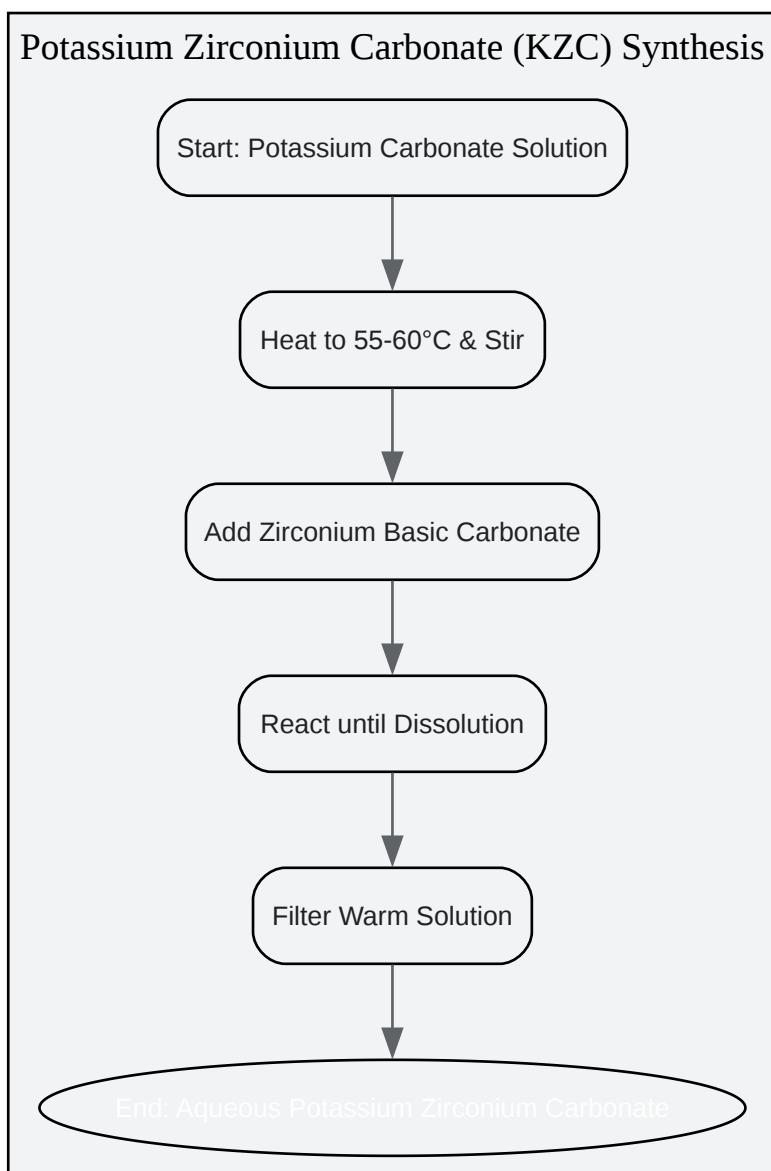 Potassium Zirconium Carbonate (KZC) Synthesis
Start: Potassium Carbonate Solution
Heat to 55-60°C & Stir
Add Zirconium Basic Carbonate
React until Dissolution
Filter Warm Solution
End: Aqueous Potassium Zirconium Carbonate